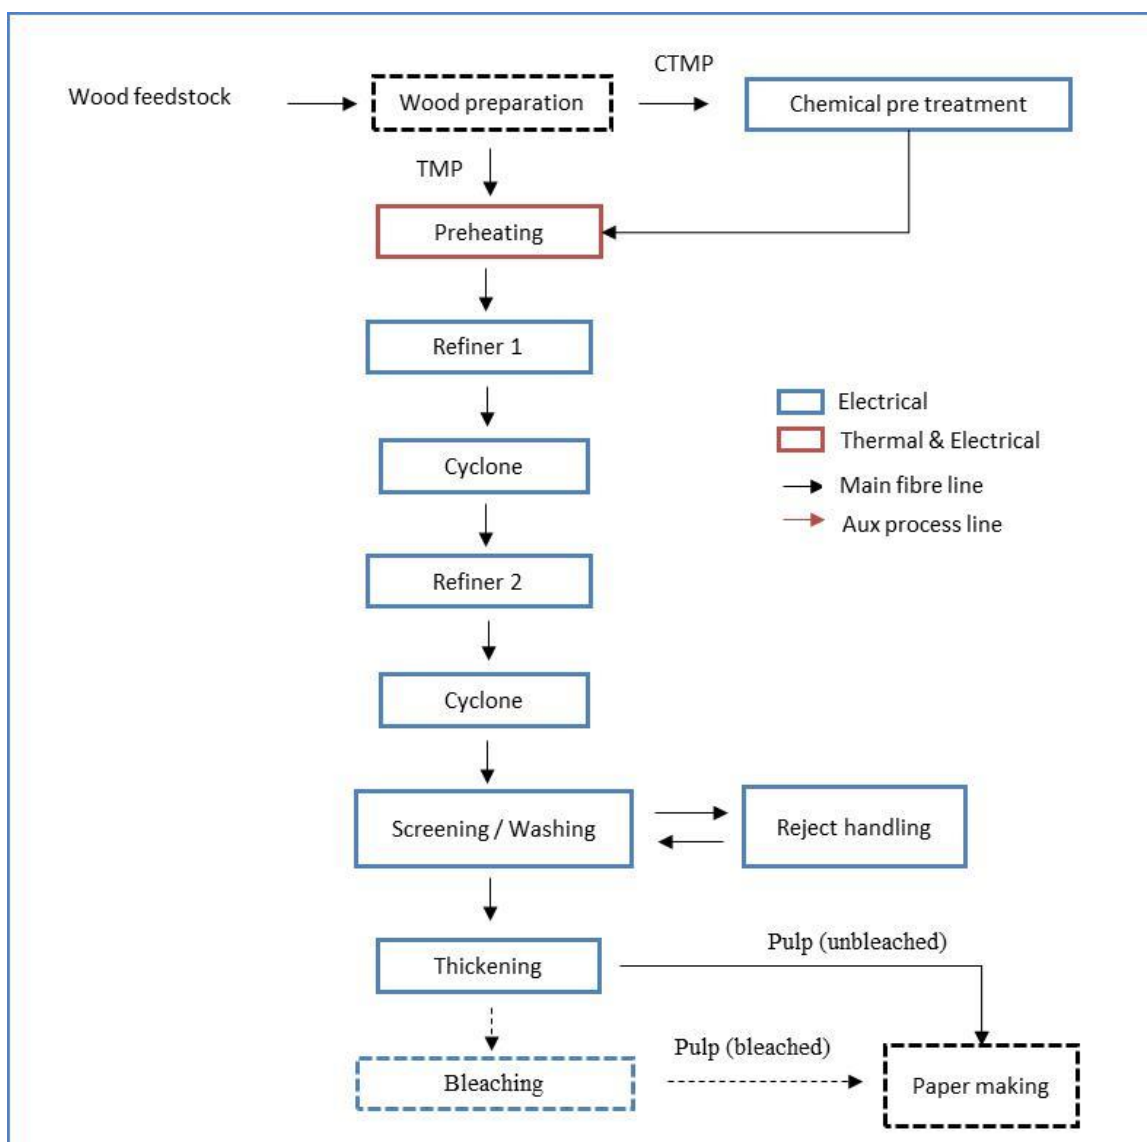 CTMP
Wood feedstock
Wood preparation
Chemical pre treatment
TMP
Preheating
Refiner 1
Electrical
Thermal & Electrical
Cyclone
Main fibre line
Aux process line
Refiner 2
Cyclone
Screening / Washing
Reject handling
Pulp (unbleached)
Thickening
Pulp (bleached)
Bleaching
Paper making